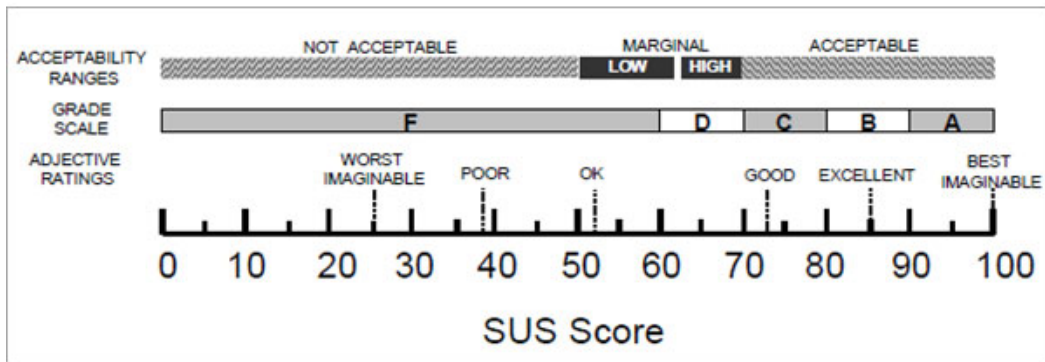 NOT ACCEPTABLE MARGINAL ACCEPTABLE
ACCEPTABILITY
RANGES
LOW HIGH
GRADE
SCALE
F D C B A
ADJECTIVE
RATINGS
WORST
IMAGINABLE
POOR
OK
GOOD
EXCELLENT
BEST
IMAGINABLE
0 10 20 30 40 50 60 70 80 90 100
SUS Score